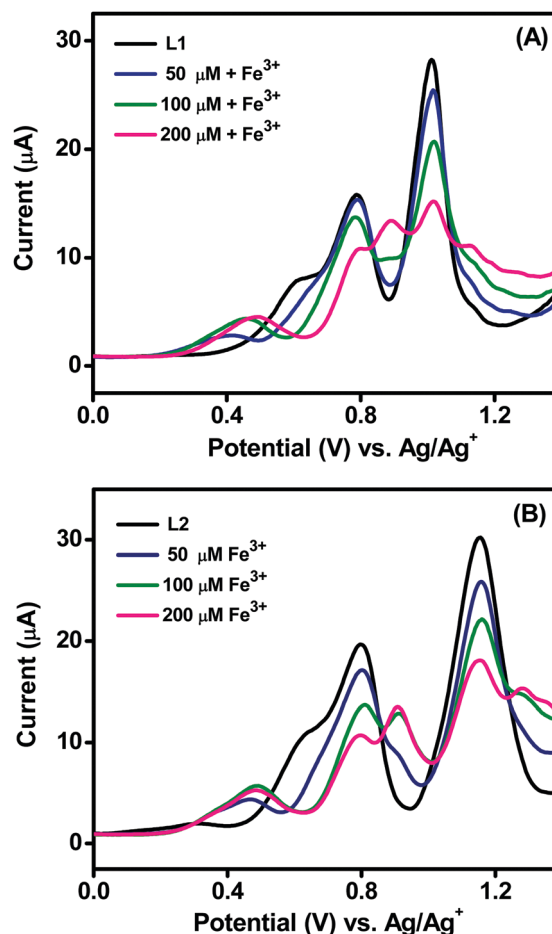 (A)
L1
50 μM + Fe³⁺
100 μM + Fe³⁺
200 μM + Fe³⁺
30
20
10
0
Current (μA)
0.0 0.4 0.8 1.2
Potential (V) vs. Ag/Ag⁺
(B)
L2
50 μM Fe³⁺
100 μM Fe³⁺
200 μM Fe³⁺
30
20
10
0
Current (μA)
0.0 0.4 0.8 1.2
Potential (V) vs. Ag/Ag⁺